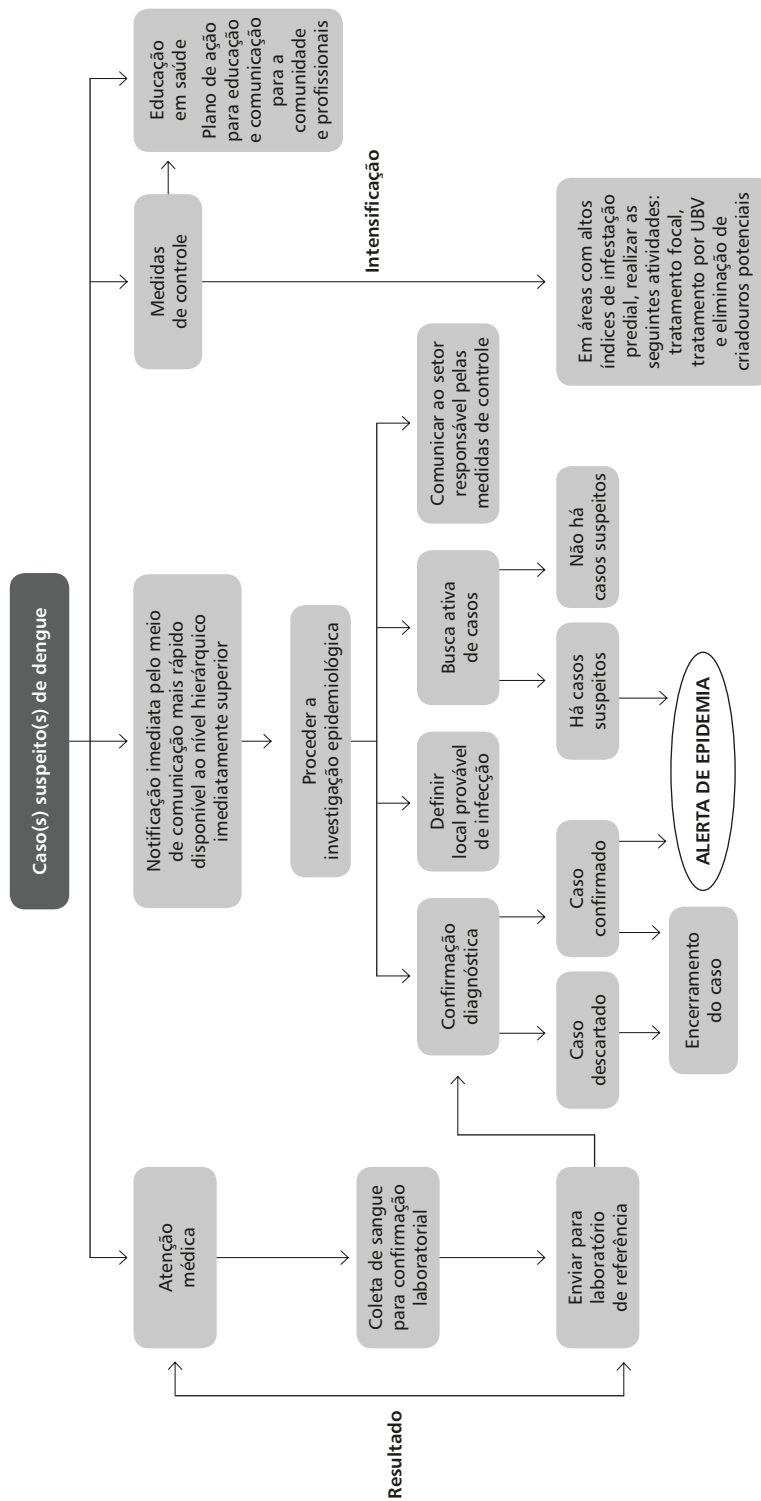 Caso(s) suspeito(s) de dengue
Atenção
médica
Notificação imediata pelo meio
de comunicação mais rápido
disponível ao nível hierárquico
imediatamente superior
Medidas
de controle
Educação
em saúde
Plano de ação
para educação
e comunicação
para a
comunidade
e profissionais
Proceder a
investigação epidemiológica
Intensificação
Resultado
Coleta de sangue
para confirmação
laboratorial
Confirmação
diagnóstica
Definir
local provável
de infecção
Busca ativa
de casos
Comunicar ao setor
responsável pelas
medidas de controle
Enviar para
laboratório
de referência
Caso
descartado
Caso
confirmado
Há casos
suspeitos
Não há
casos suspeitos
Em áreas com altos
índices de infestação
predial, realizar as
seguintes atividades:
tratamento focal,
tratamento por UBV
e eliminação de
criadouros potenciais
Encerramento
do caso
ALERTA DE EPIDEMIA